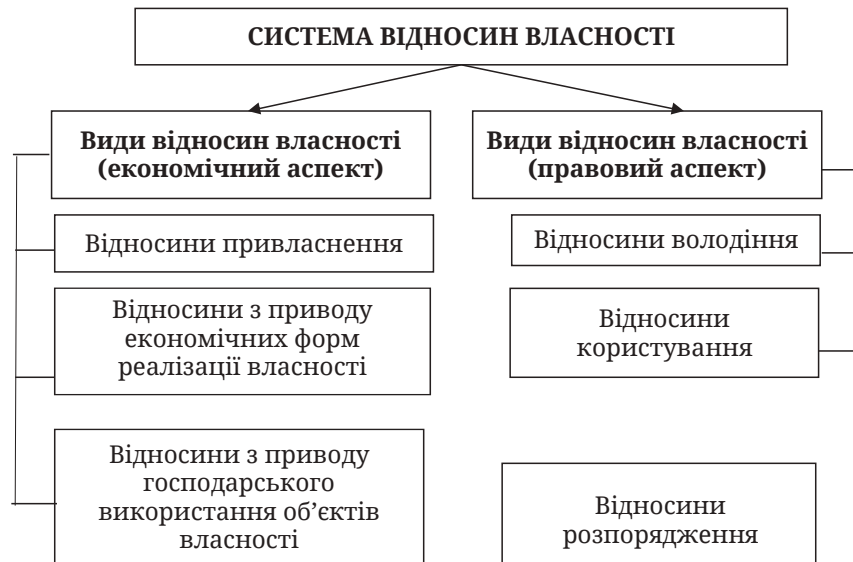 СИСТЕМА ВІДНОСИН ВЛАСНОСТІ
Види відносин власності
(економічний аспект)
Відносини привласнення
Відносини з приводу
економічних форм
реалізації власності
Відносини з приводу
господарського
використання об’єктів
власності
Види відносин власності
(правовий аспект)
Відносини володіння
Відносини
користування
Відносини
розпорядження